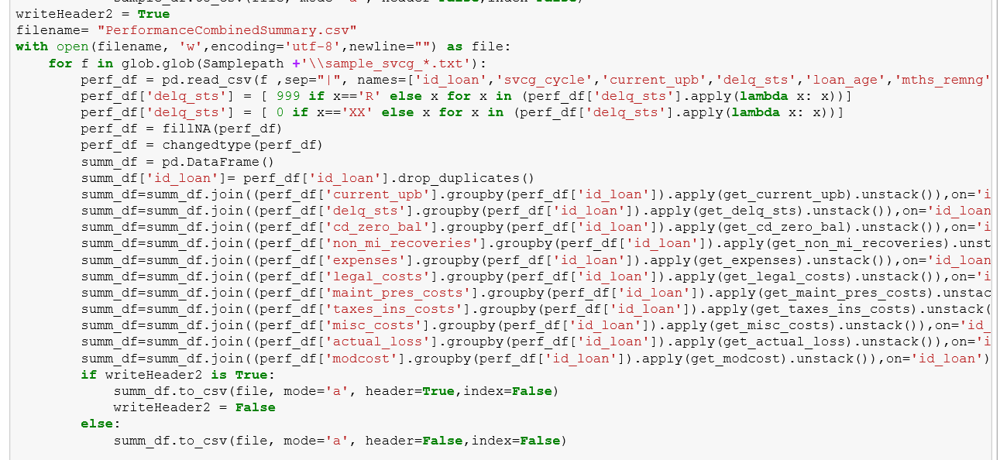 sample_df.to_csv(file, mode='a', header=False,index=False)
writeHeader2 = True
filename= "PerformanceCombinedSummary.csv"
with open(filename, 'w',encoding='utf-8',newline="") as file:
    for f in glob.glob(Samplepath +'\\sample_svcg_*.txt'):
        perf_df = pd.read_csv(f ,sep="|", names=['id_loan','svcg_cycle','current_upb','delq_sts','loan_age','mths_remng'
        perf_df['delq_sts'] = [ 999 if x=='R' else x for x in (perf_df['delq_sts'].apply(lambda x: x))]
        perf_df['delq_sts'] = [ 0 if x=='XX' else x for x in (perf_df['delq_sts'].apply(lambda x: x))]
        perf_df = fillNA(perf_df)
        perf_df = changedtype(perf_df)
        summ_df = pd.DataFrame()
        summ_df['id_loan']= perf_df['id_loan'].drop_duplicates()
        summ_df=summ_df.join((perf_df['current_upb'].groupby(perf_df['id_loan']).apply(get_current_upb).unstack()),on='i
        summ_df=summ_df.join((perf_df['delq_sts'].groupby(perf_df['id_loan']).apply(get_delq_sts).unstack()),on='id_loan
        summ_df=summ_df.join((perf_df['cd_zero_bal'].groupby(perf_df['id_loan']).apply(get_cd_zero_bal).unstack()),on='i
        summ_df=summ_df.join((perf_df['non_mi_recoveries'].groupby(perf_df['id_loan']).apply(get_non_mi_recoveries).unst
        summ_df=summ_df.join((perf_df['expenses'].groupby(perf_df['id_loan']).apply(get_expenses).unstack()),on='id_loan
        summ_df=summ_df.join((perf_df['legal_costs'].groupby(perf_df['id_loan']).apply(get_legal_costs).unstack()),on='i
        summ_df=summ_df.join((perf_df['maint_pres_costs'].groupby(perf_df['id_loan']).apply(get_maint_pres_costs).unstac
        summ_df=summ_df.join((perf_df['taxes_ins_costs'].groupby(perf_df['id_loan']).apply(get_taxes_ins_costs).unstack(
        summ_df=summ_df.join((perf_df['misc_costs'].groupby(perf_df['id_loan']).apply(get_misc_costs).unstack()),on='id_
        summ_df=summ_df.join((perf_df['actual_loss'].groupby(perf_df['id_loan']).apply(get_actual_loss).unstack()),on='i
        summ_df=summ_df.join((perf_df['modcost'].groupby(perf_df['id_loan']).apply(get_modcost).unstack()),on='id_loan')
        if writeHeader2 is True:
            summ_df.to_csv(file, mode='a', header=True,index=False)
            writeHeader2 = False
        else:
            summ_df.to_csv(file, mode='a', header=False,index=False)